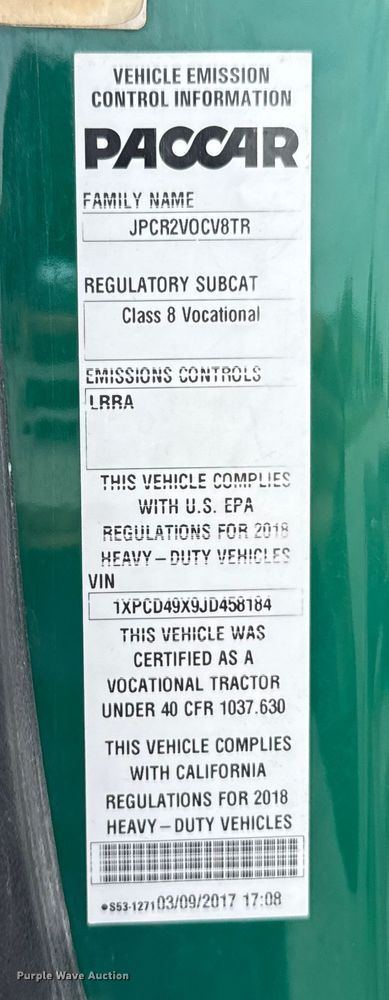 VEHICLE EMISSION
CONTROL INFORMATION
PACCAR
FAMILY NAME
JPCR2VOCV8TR
REGULATORY SUBCAT
Class 8 Vocational
EMISSIONS CONTROLS
LRRA
THIS VEHICLE COMPLIES
WITH U.S. EPA
REGULATIONS FOR 2018
HEAVY-DUTY VEHICLES
VIN
1XPCD49X9JD458184
THIS VEHICLE WAS
CERTIFIED AS A
VOCATIONAL TRACTOR
UNDER 40 CFR 1037.630
THIS VEHICLE COMPLIES
WITH CALIFORNIA
REGULATIONS FOR 2018
HEAVY-DUTY VEHICLES
•S53-1271 03/09/2017 17:08
Purple Wave Auction